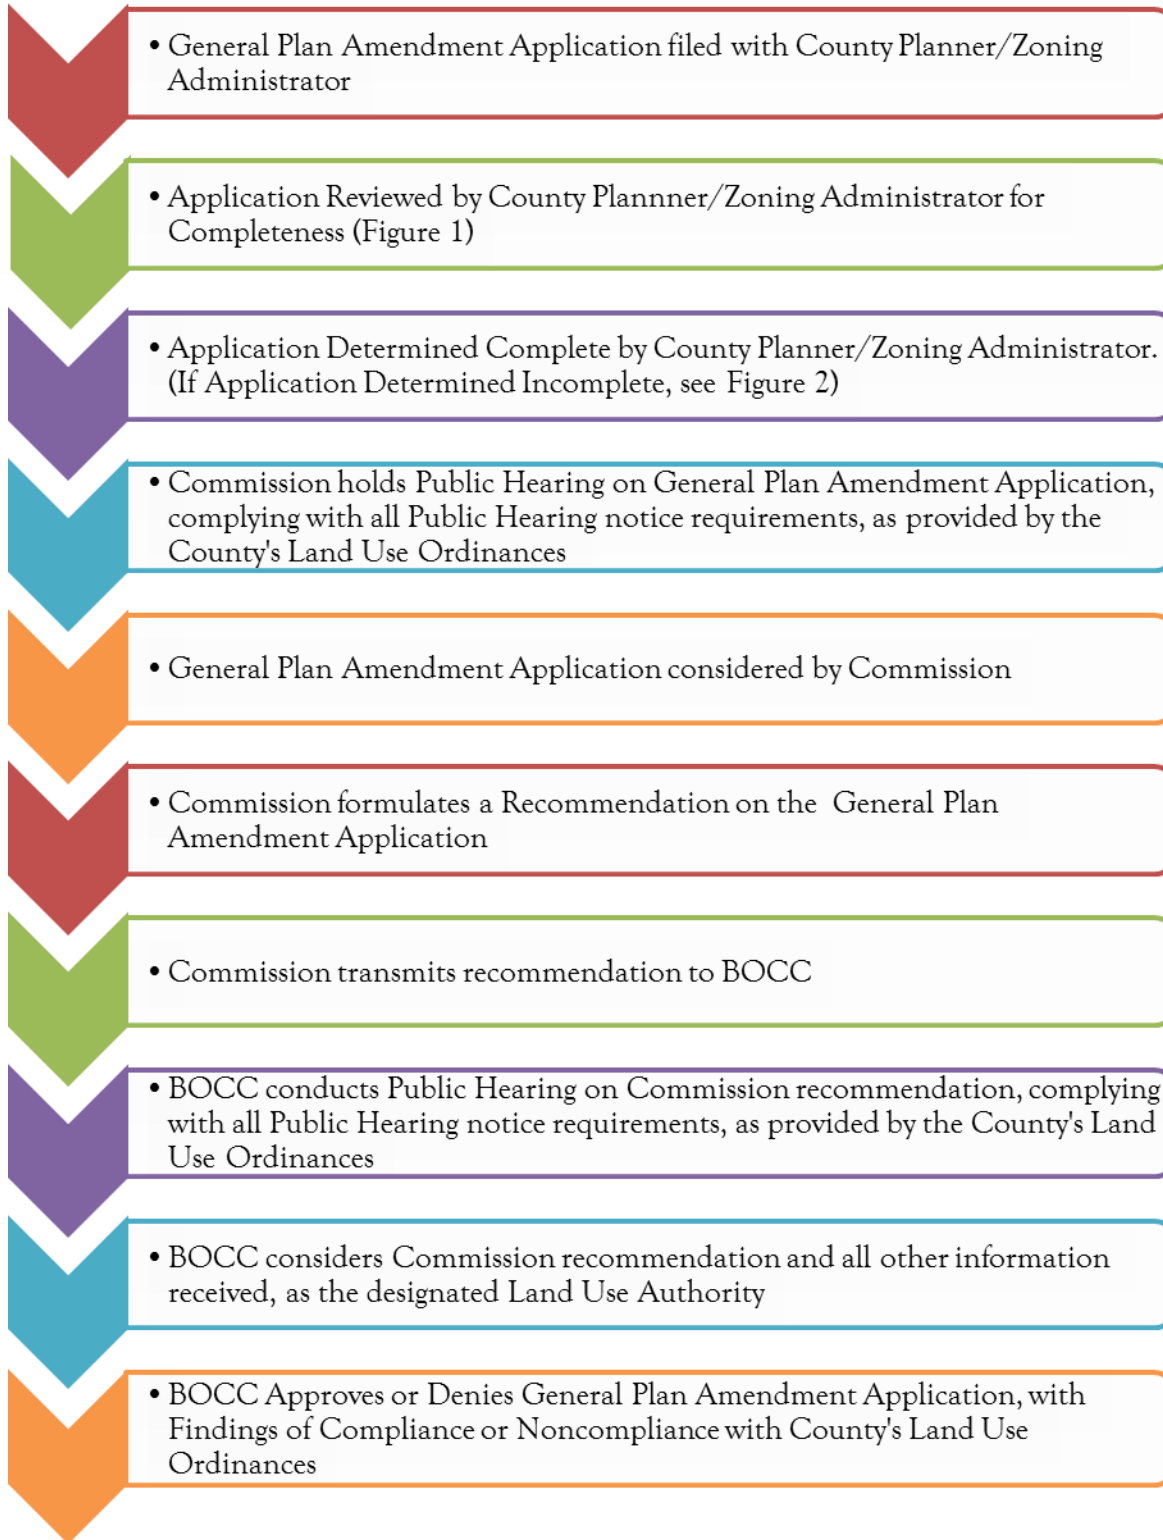 • General Plan Amendment Application filed with County Planner/Zoning
Administrator
• Application Reviewed by County Plannner/Zoning Administrator for
Completeness (Figure 1)
• Application Determined Complete by County Planner/Zoning Administrator.
(If Application Determined Incomplete, see Figure 2)
• Commission holds Public Hearing on General Plan Amendment Application,
complying with all Public Hearing notice requirements, as provided by the
County's Land Use Ordinances
• General Plan Amendment Application considered by Commission
• Commission formulates a Recommendation on the General Plan
Amendment Application
• Commission transmits recommendation to BOCC
• BOCC conducts Public Hearing on Commission recommendation, complying
with all Public Hearing notice requirements, as provided by the County's Land
Use Ordinances
• BOCC considers Commission recommendation and all other information
received, as the designated Land Use Authority
• BOCC Approves or Denies General Plan Amendment Application, with
Findings of Compliance or Noncompliance with County's Land Use
Ordinances